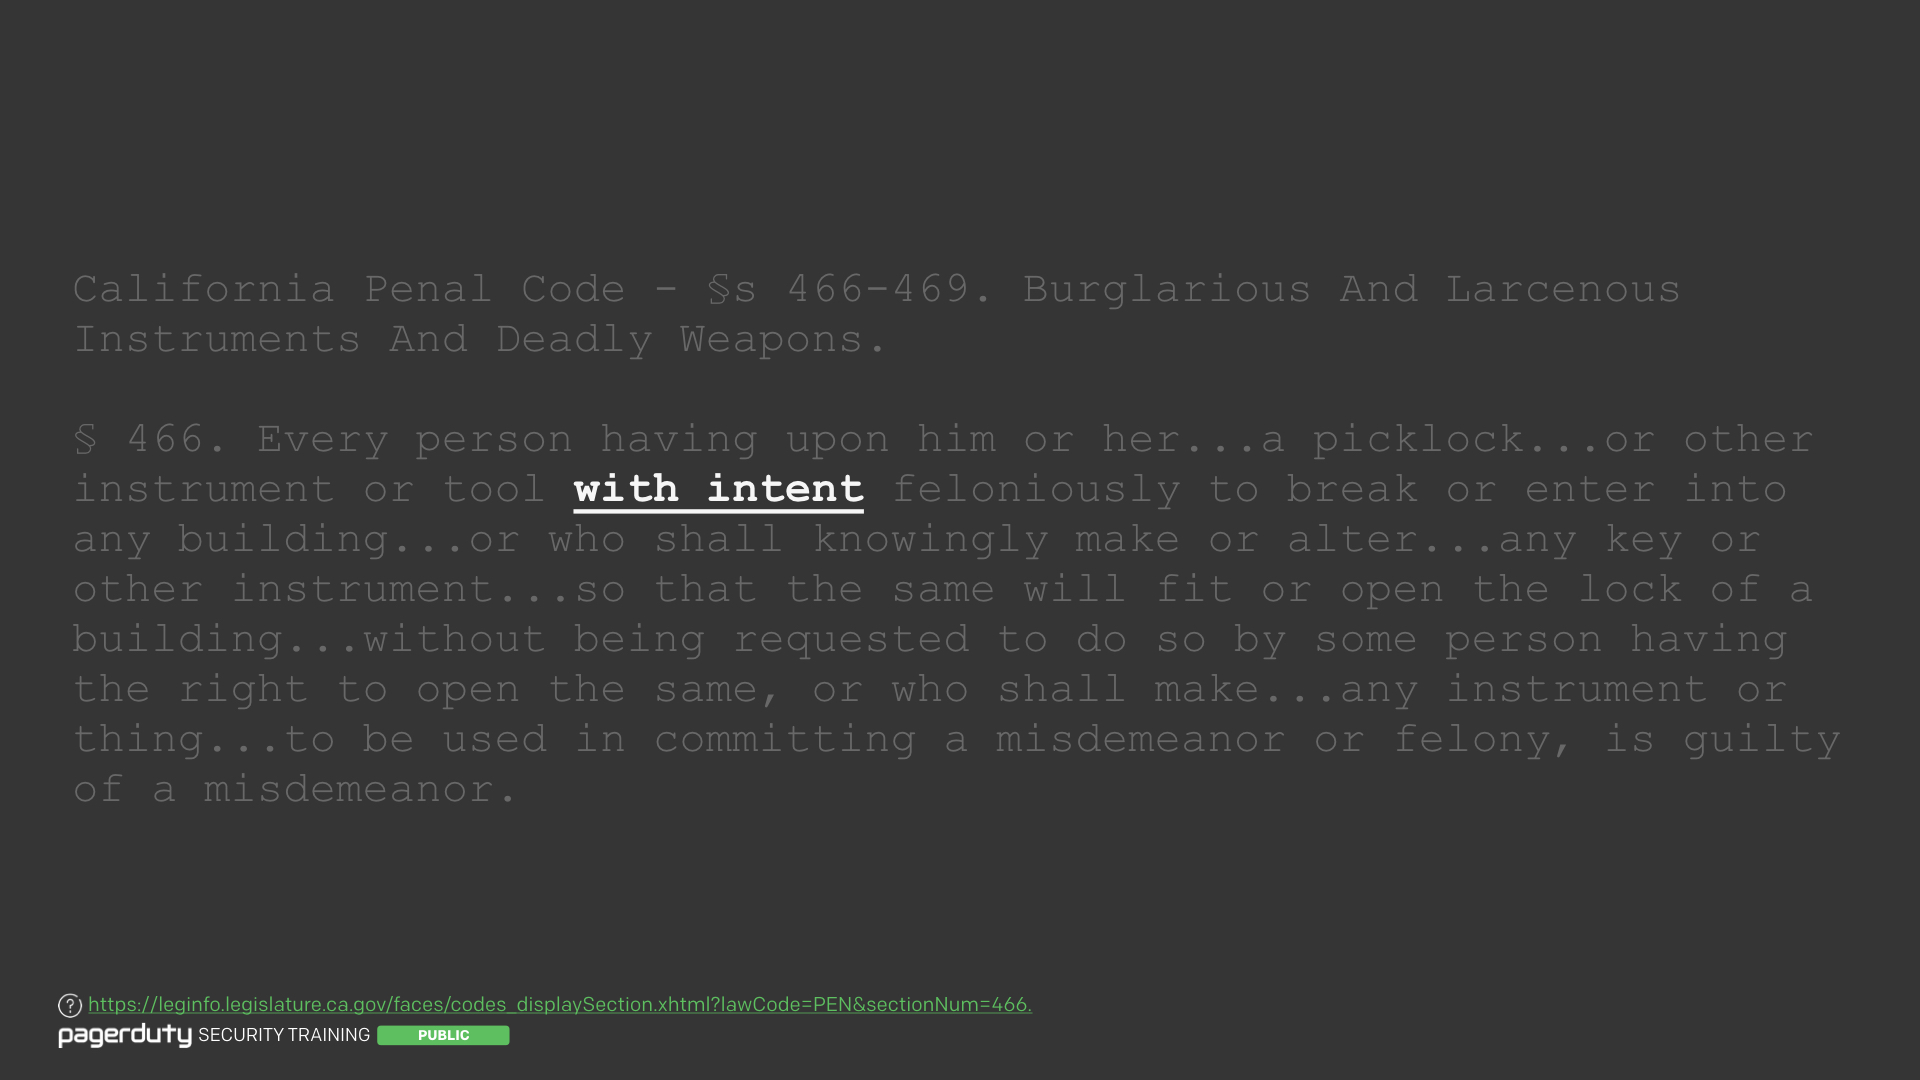 California Penal Code - §s 466-469. Burglarious And Larcenous
Instruments And Deadly Weapons.
§ 466. Every person having upon him or her...a picklock...or other
instrument or tool with intent feloniously to break or enter into
any building...or who shall knowingly make or alter...any key or
other instrument...so that the same will fit or open the lock of a
building...without being requested to do so by some person having
the right to open the same, or who shall make...any instrument or
thing...to be used in committing a misdemeanor or felony, is guilty
of a misdemeanor.
? https://leginfo.legislature.ca.gov/faces/codes_displaySection.xhtml?lawCode=PEN&sectionNum=466.
pagerduty SECURITY TRAINING PUBLIC